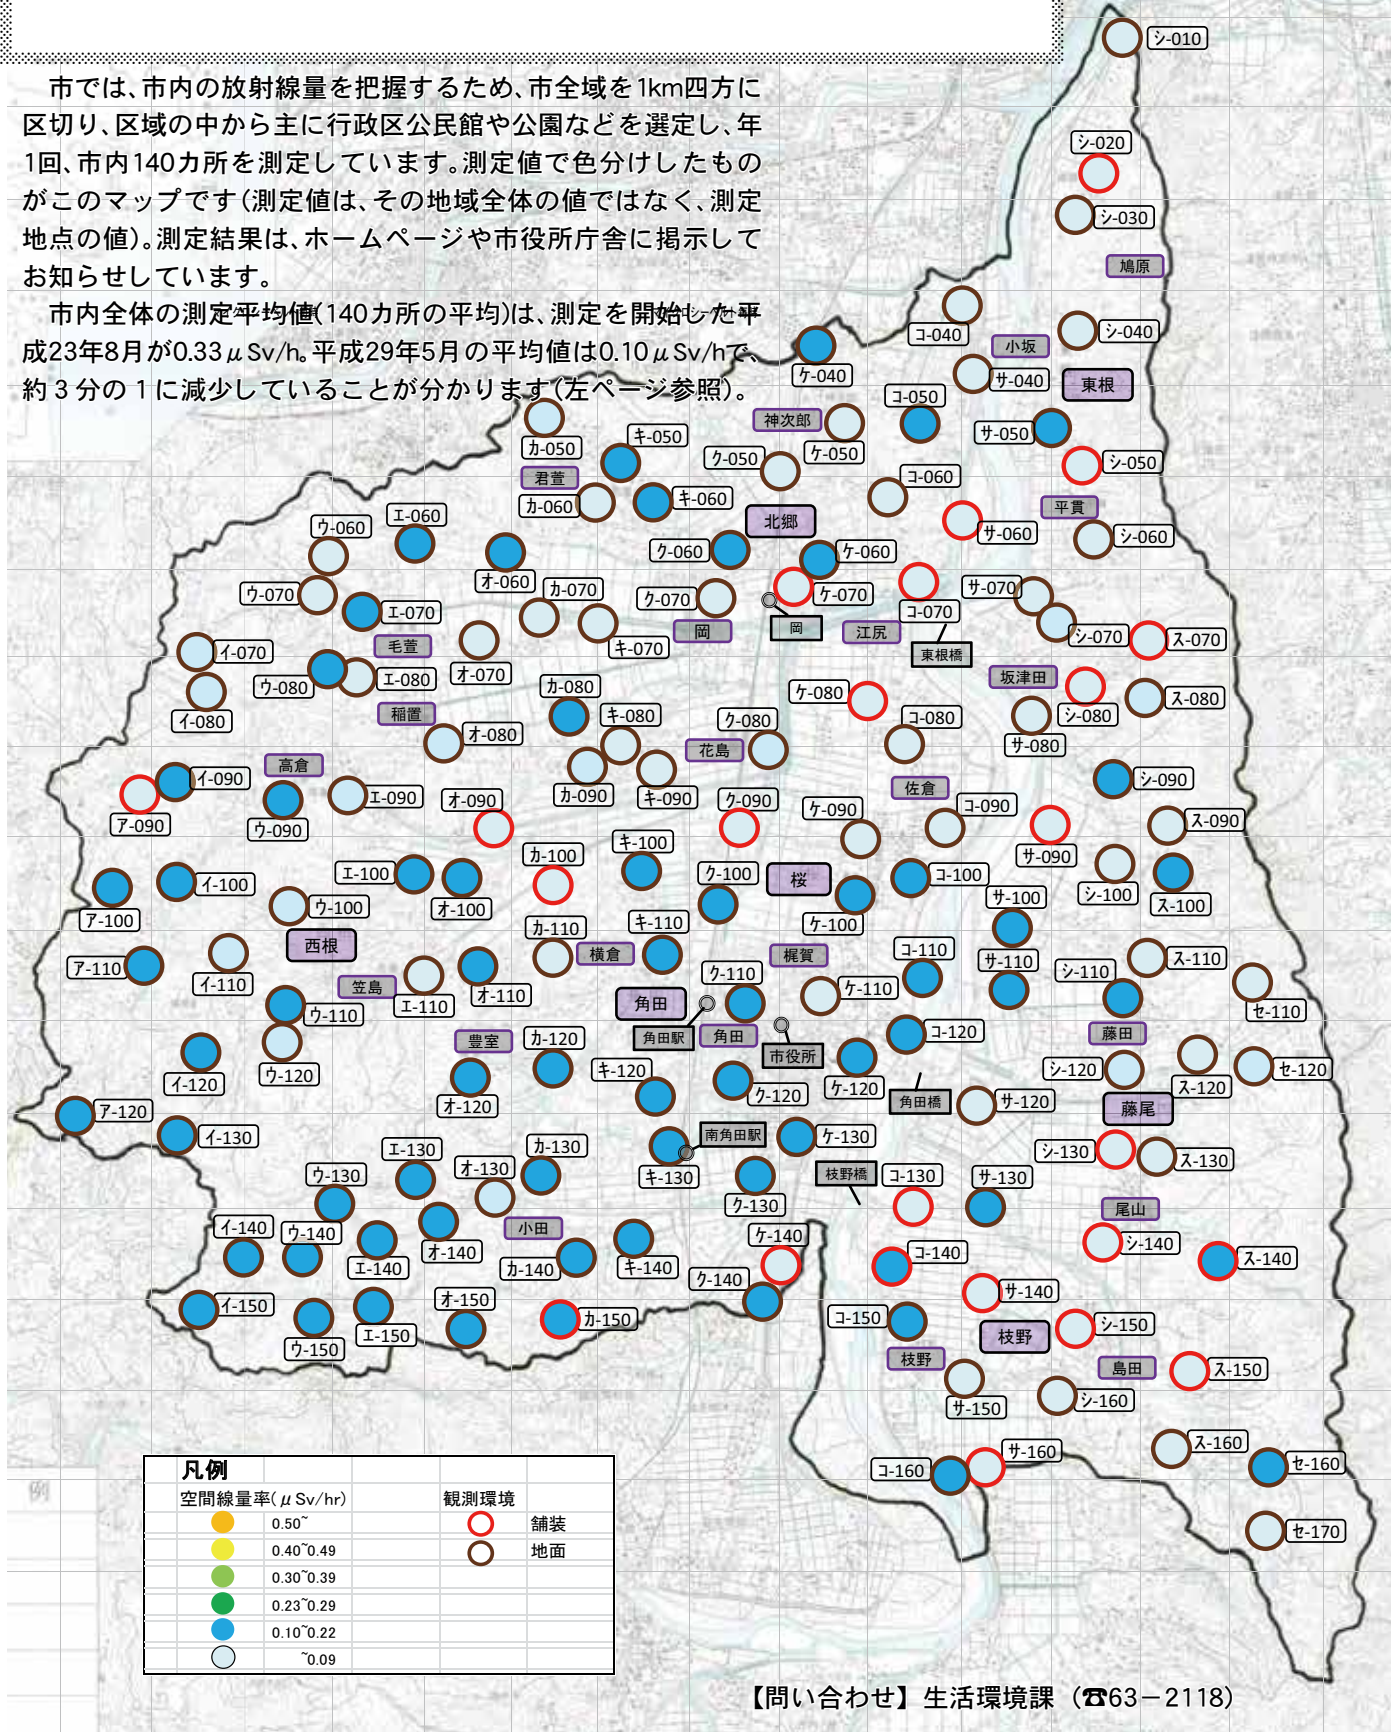 市では、市内の放射線量を把握するため、市全域を1km四方に
区切り、区域の中から主に行政区公民館や公園などを選定し、年
1回、市内140カ所を測定しています。測定値で色分けしたもの
がこのマップです(測定値は、その地域全体の値ではなく、測定
地点の値)。測定結果は、ホームページや市役所庁舎に掲示して
お知らせしています。
市内全体の測定平均値(140カ所の平均)は、測定を開始した平
成23年8月が0.33μSv/h。平成29年5月の平均値は0.10μSv/hで、
約3分の1に減少していることが分かります(左ページ参照)。
シ-010
シ-020
シ-030
鳩原
コ-040
シ-040
小坂
ケ-040
サ-040
東根
コ-050
カ-050
キ-050
神次郎
ケ-050
サ-050
ク-050
シ-050
君萱
カ-060
キ-060
コ-060
平貫
エ-060
ウ-060
北郷
サ-060
シ-060
ク-060
ケ-060
オ-060
カ-070
ウ-070
ク-070
ケ-070
サ-070
エ-070
コ-070
岡
岡
江尻
シ-070
ス-070
毛萱
キ-070
東根橋
イ-070
オ-070
ウ-080
エ-080
カ-080
坂津田
ケ-080
ス-080
稲置
イ-080
キ-080
ク-080
コ-080
シ-080
オ-080
花島
サ-080
高倉
イ-090
シ-090
エ-090
カ-090
キ-090
佐倉
オ-090
ク-090
ケ-090
コ-090
ア-090
ウ-090
ス-090
キ-100
サ-090
カ-100
エ-100
ク-100
桜
コ-100
イ-100
シ-100
サ-100
ス-100
ウ-100
オ-100
ア-100
キ-110
ケ-100
カ-110
西根
コ-110
横倉
梶賀
ス-110
ア-110
サ-110
シ-110
ク-110
イ-110
笠島
オ-110
ケ-110
エ-110
角田
セ-110
ウ-110
コ-120
藤田
角田駅
角田
カ-120
豊室
市役所
キ-120
シ-120
セ-120
ウ-120
イ-120
ケ-120
ス-120
ク-120
角田橋
サ-120
オ-120
ア-120
藤尾
イ-130
南角田駅
ケ-130
エ-130
カ-130
シ-130
ス-130
オ-130
ウ-130
キ-130
枝野橋
コ-130
サ-130
ク-130
尾山
イ-140
小田
ウ-140
ケ-140
シ-140
オ-140
コ-140
ス-140
エ-140
カ-140
キ-140
ク-140
サ-140
イ-150
オ-150
カ-150
コ-150
シ-150
エ-150
枝野
ウ-150
枝野
島田
ス-150
サ-150
シ-160
サ-160
ス-160
コ-160
セ-160
セ-170
凡例
空間線量率(μSv/hr) 観測環境
0.50~ 舗装
0.40~0.49 地面
0.30~0.39
0.23~0.29
0.10~0.22
~0.09
【問い合わせ】生活環境課（☎63－2118）